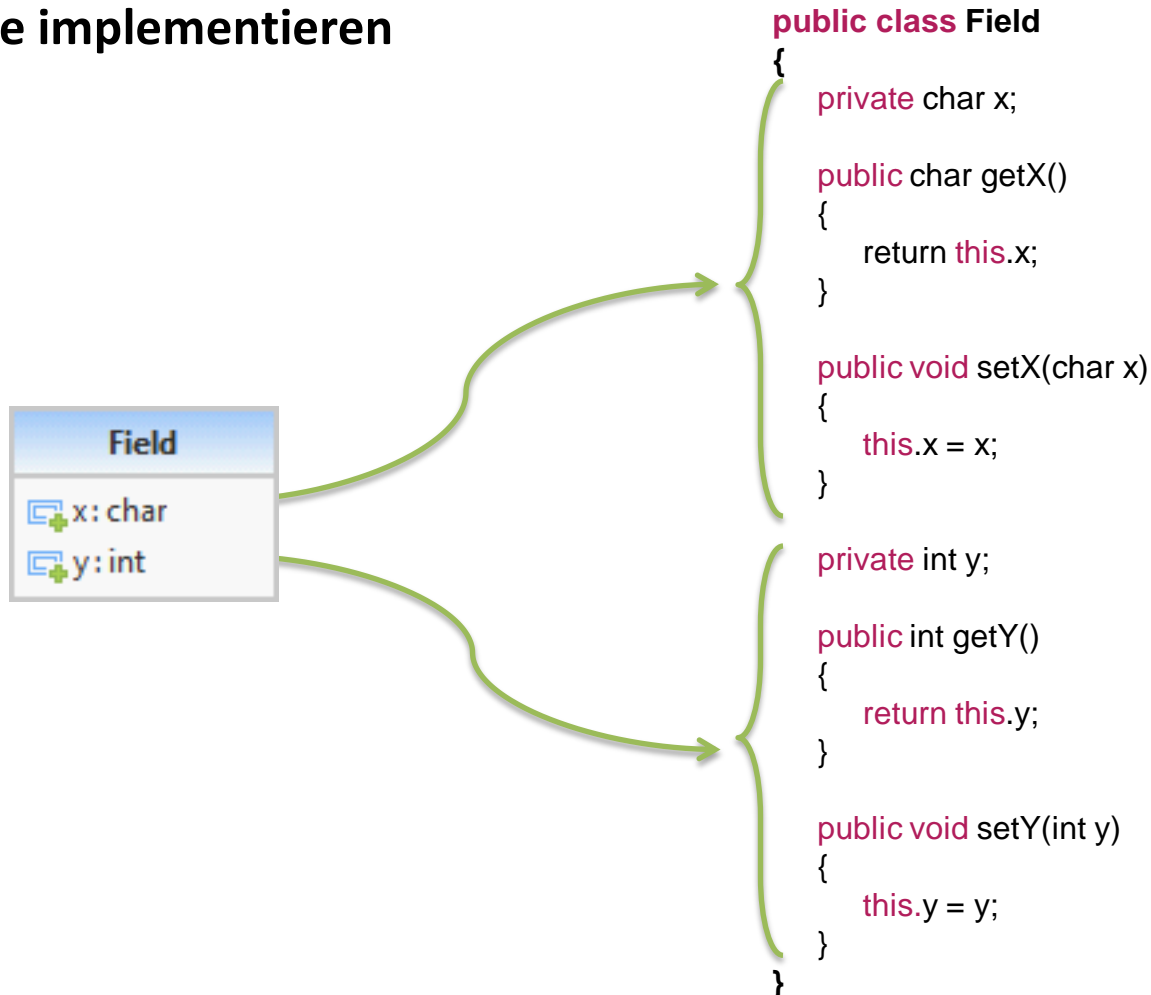 e implementieren
Field
x : char
y : int
public class Field
{
private char x;
public char getX()
{
return this.x;
}
public void setX(char x)
{
this.x = x;
}
private int y;
public int getY()
{
return this.y;
}
public void setY(int y)
{
this.y = y;
}
}